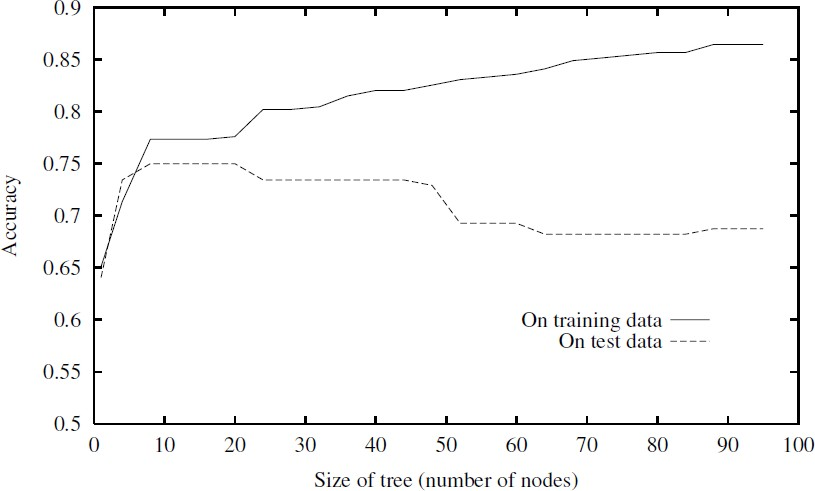 0.9
0.85
0.8
0.75
0.7
0.65
0.6
0.55
0.5
Accuracy
On training data
On test data
0 10 20 30 40 50 60 70 80 90 100
Size of tree (number of nodes)